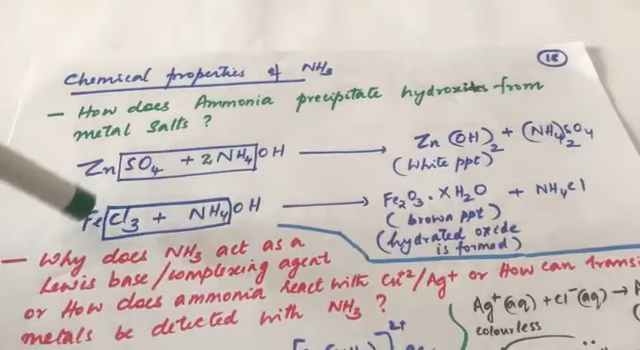 18
Chemical properties of NH₃
– How does Ammonia precipitate hydroxides from
metal salts ?
ZnSO₄ + 2NH₄OH ⟶ Zn(OH)₂ + (NH₄)₂SO₄
(White ppt)
FeCl₃ + NH₄OH ⟶ Fe₂O₃.XH₂O + NH₄Cl
(brown ppt)
(hydrated oxide
is formed)
– Why does NH₃ act as a
Lewis base/complexing agent
or How does ammonia react with Cu⁺²/Ag⁺ or How can transi
metals be detected with NH₃ ?
Ag⁺(aq) + Cl⁻(aq) →
colourless
2+